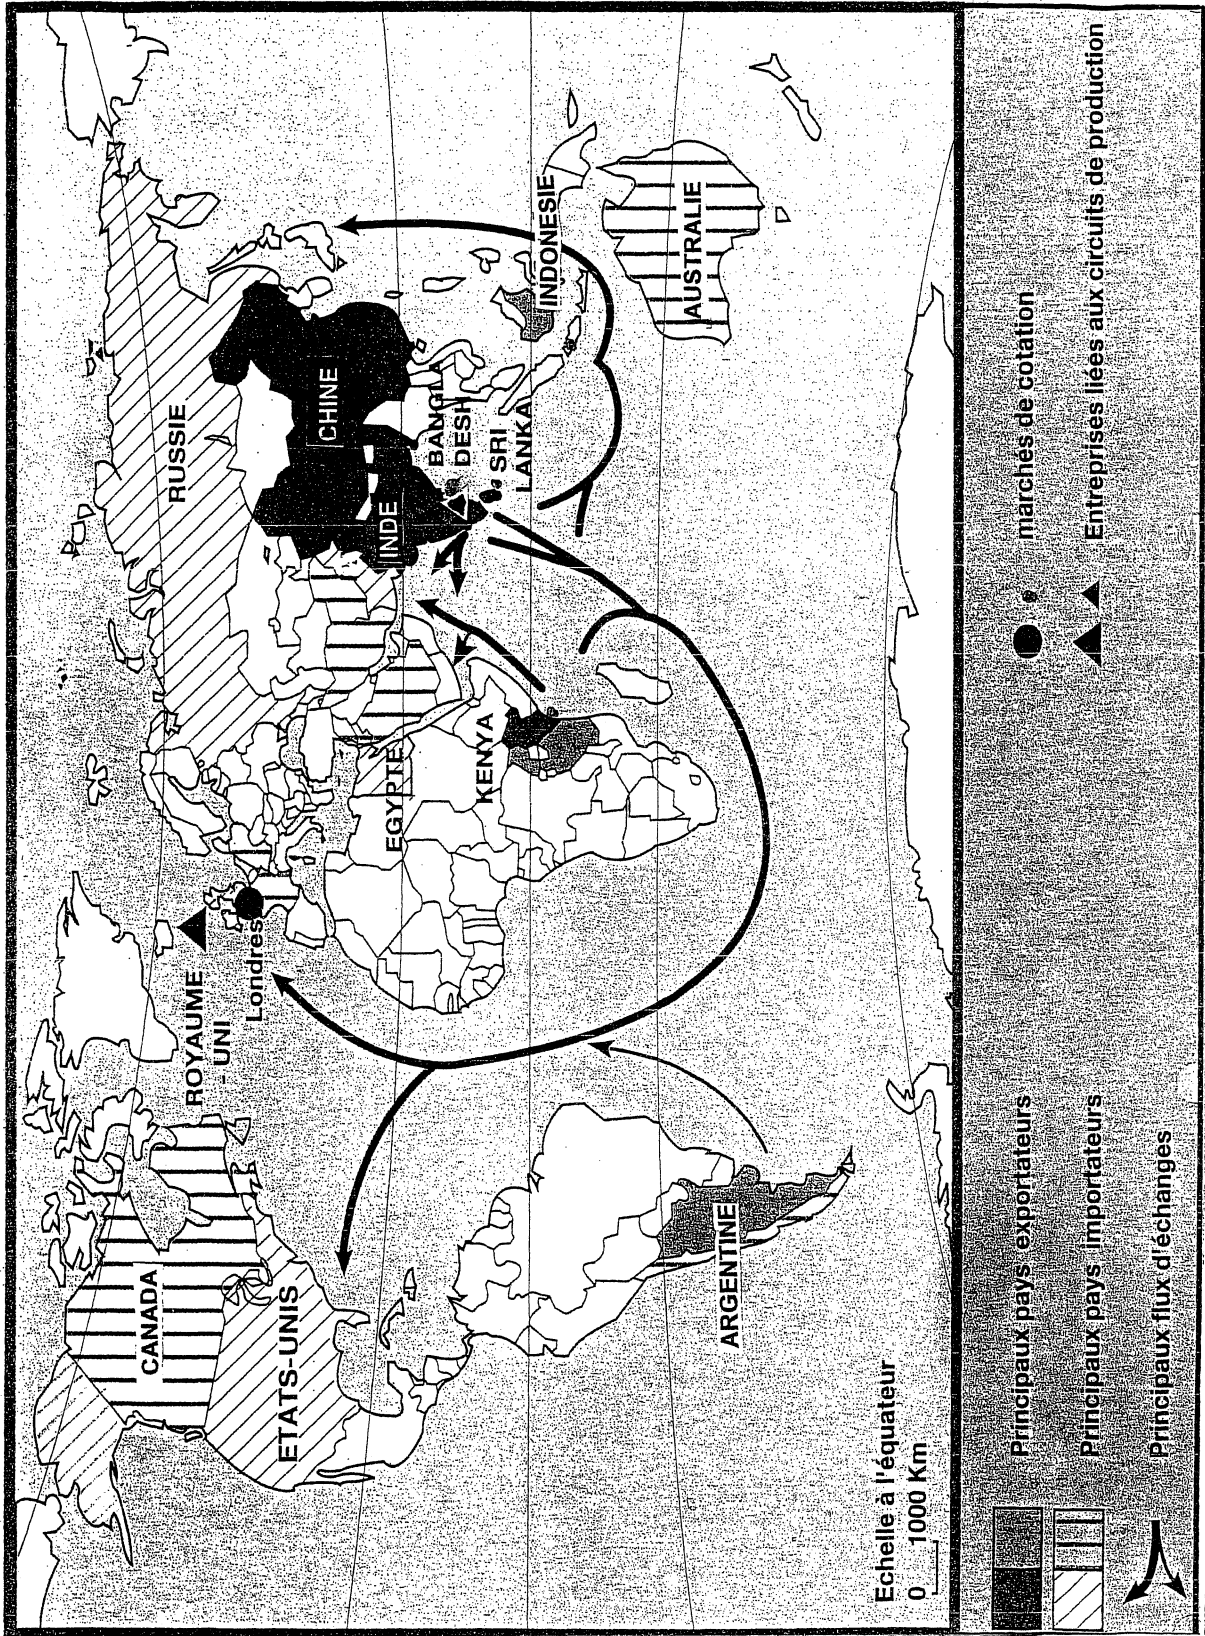 RUSSIE
CANADA
ROYAUME
- UNI
Londres
ETATS-UNIS
CHINE
INDE
BANGLA
DESH
SRI
LANKA
EGYPTE
KENYA
INDONESIE
AUSTRALIE
ARGENTINE
Echelle à l'équateur
0 1000 Km
Principaux pays exportateurs
Principaux pays importateurs
Principaux flux d'échanges
marchés de cotation
Entreprises liées aux circuits de production